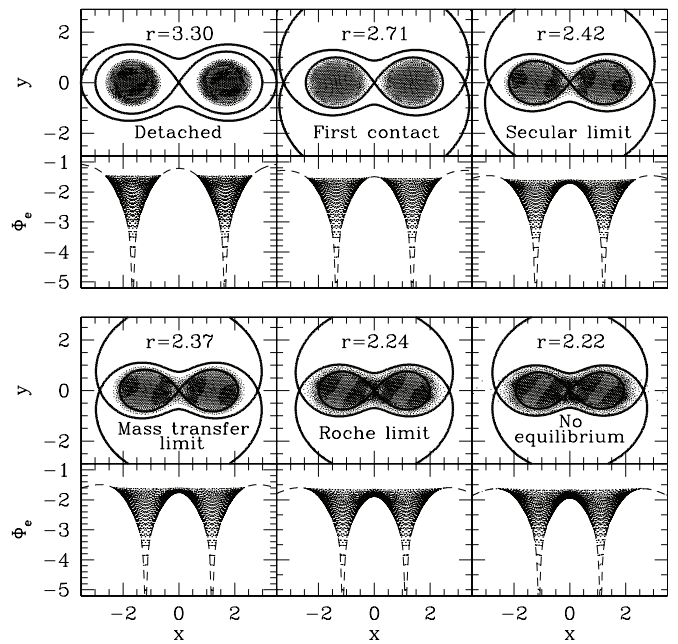 r=3.30 r=2.71 r=2.42
2
y 0
−2
Detached First contact Secular limit
−1
−2
Φe −3
−4
−5
r=2.37 r=2.24 r=2.22
2
y 0
−2
Mass transfer limit Roche limit No equilibrium
−1
−2
Φe −3
−4
−5
−2 0 2 −2 0 2 −2 0 2
x x x